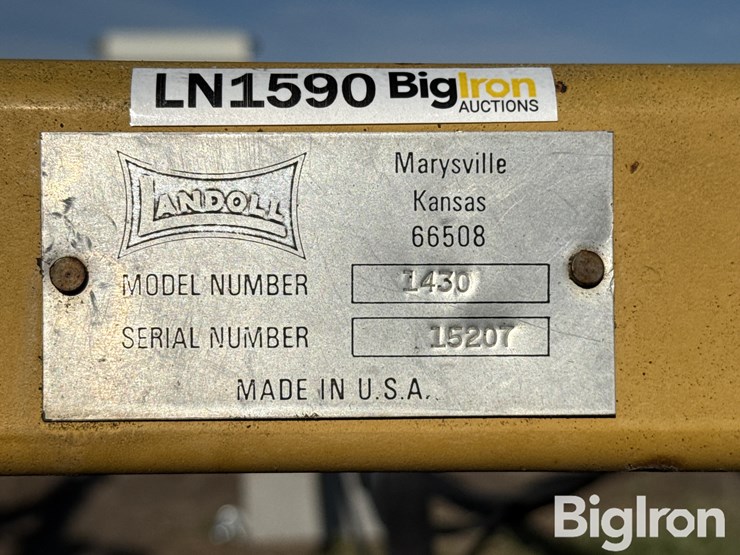 LN1590 BigIron
AUCTIONS
LANDOLL
Marysville
Kansas
66508
MODEL NUMBER 1430
SERIAL NUMBER 15207
MADE IN U.S.A.
BigIron